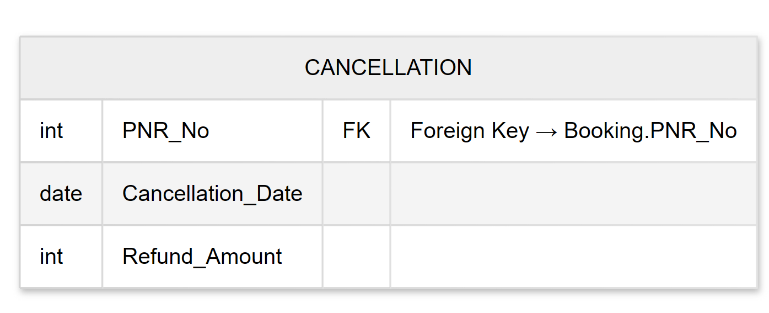 CANCELLATION
int PNR_No FK Foreign Key → Booking.PNR_No
date Cancellation_Date
int Refund_Amount